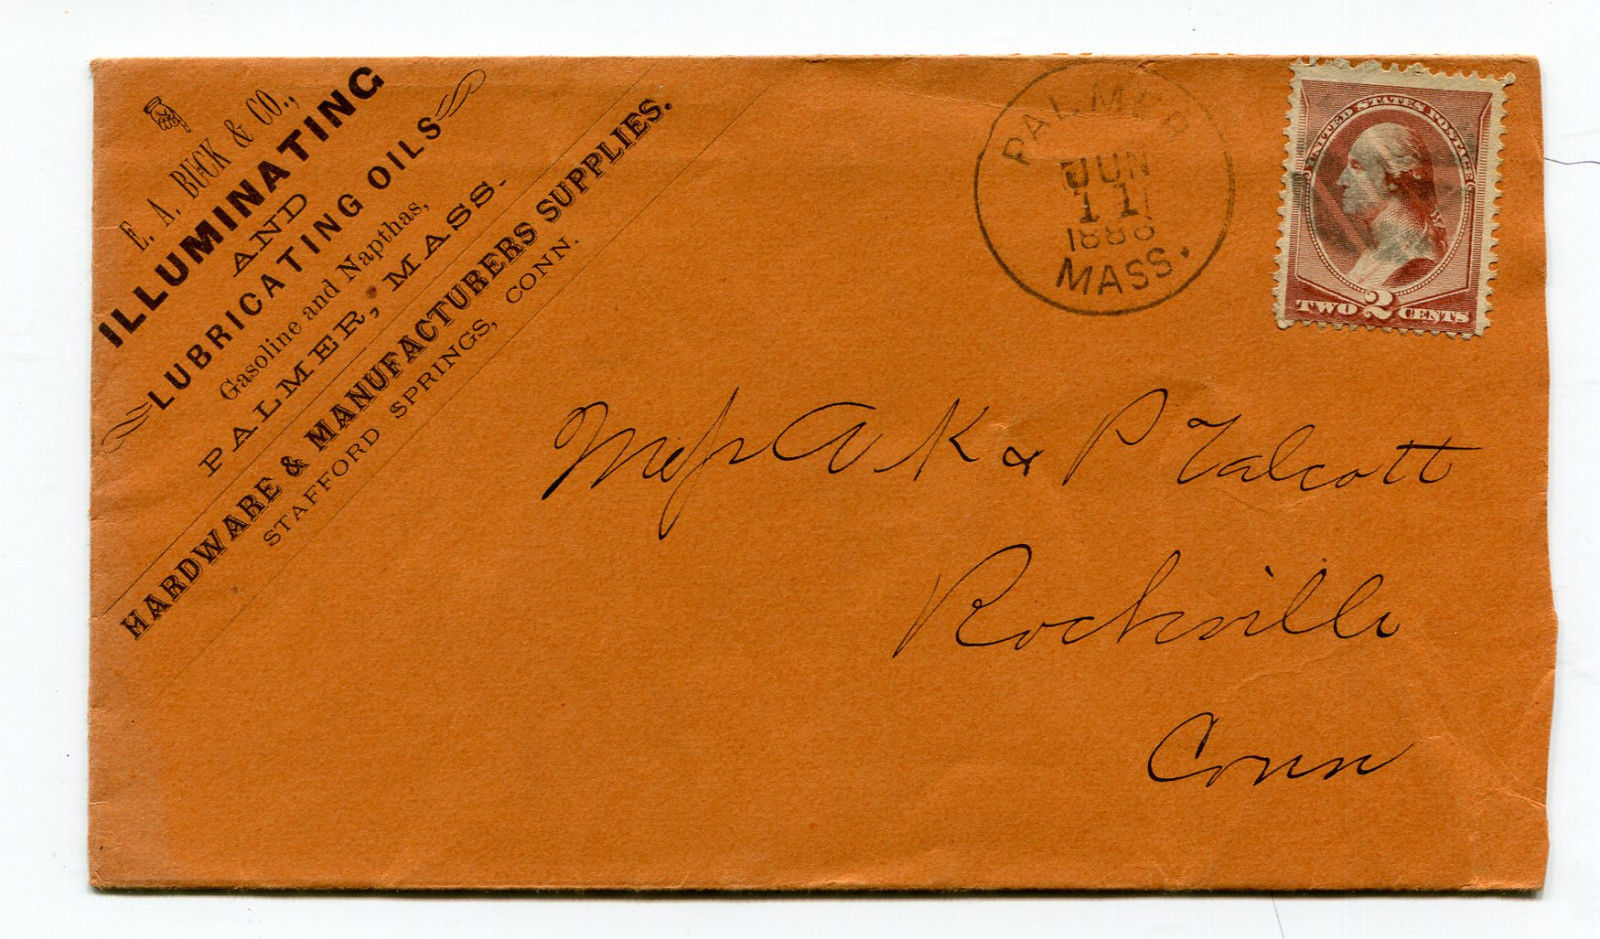 E. A. BUCK & CO.,
ILLUMINATING
AND
LUBRICATING OILS
Gasoline and Napthas,
PALMER, MASS.
HARDWARE & MANUFACTURERS SUPPLIES.
STAFFORD SPRINGS, CONN.
PALMER
JUN
11
MASS.
UNITED STATES POSTAGE
TWO 2 CENTS
Mess A K & P Talcott
Rockville
Conn